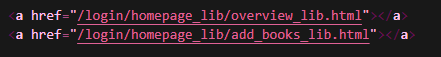 <a href="/login/homepage_lib/overview_lib.html"></a>
<a href="/login/homepage_lib/add_books_lib.html"></a>